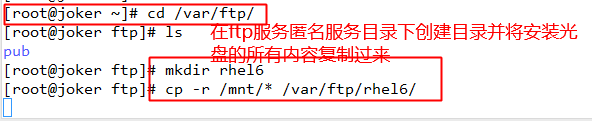 [root@joker ~]# cd /var/ftp/
[root@joker ftp]# ls
在ftp服务匿名服务目录下创建目录并将安装光
盘的所有内容复制过来
pub
[root@joker ftp]# mkdir rhel6
[root@joker ftp]# cp -r /mnt/* /var/ftp/rhel6/